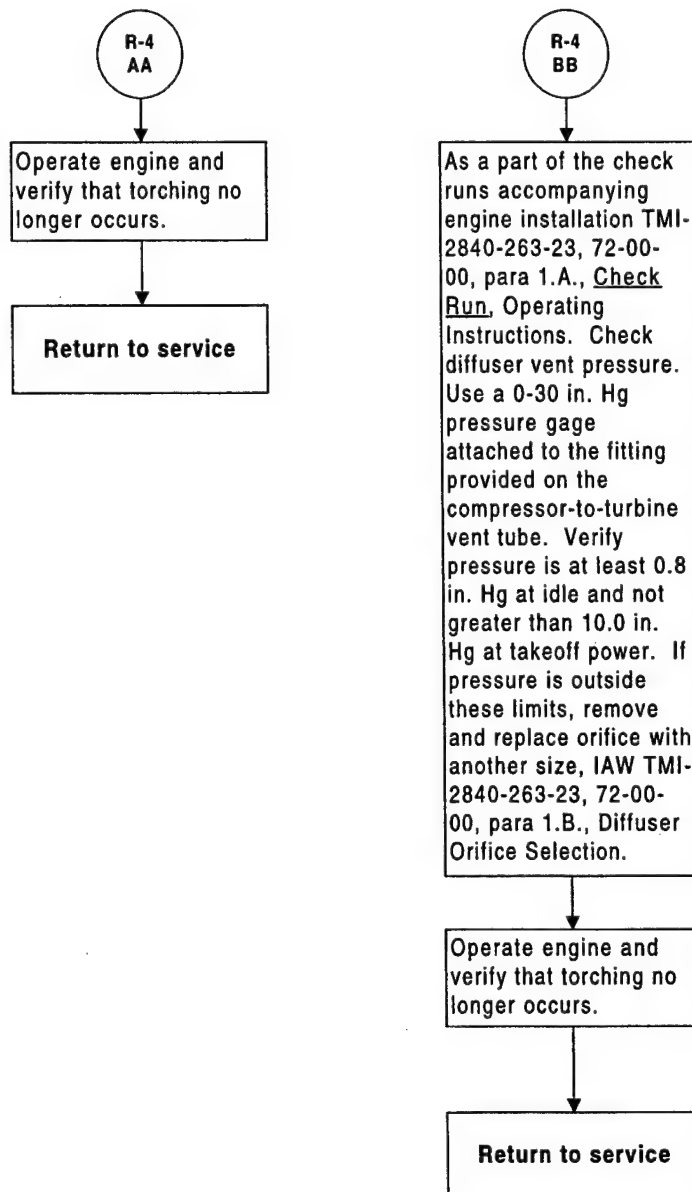 R-4
AA
Operate engine and
verify that torching no
longer occurs.
Return to service
R-4
BB
As a part of the check
runs accompanying
engine installation TMI-
2840-263-23, 72-00-
00, para 1.A., Check
Run, Operating
Instructions. Check
diffuser vent pressure.
Use a 0-30 in. Hg
pressure gage
attached to the fitting
provided on the
compressor-to-turbine
vent tube. Verify
pressure is at least 0.8
in. Hg at idle and not
greater than 10.0 in.
Hg at takeoff power. If
pressure is outside
these limits, remove
and replace orifice with
another size, IAW TMI-
2840-263-23, 72-00-
00, para 1.B., Diffuser
Orifice Selection.
Operate engine and
verify that torching no
longer occurs.
Return to service